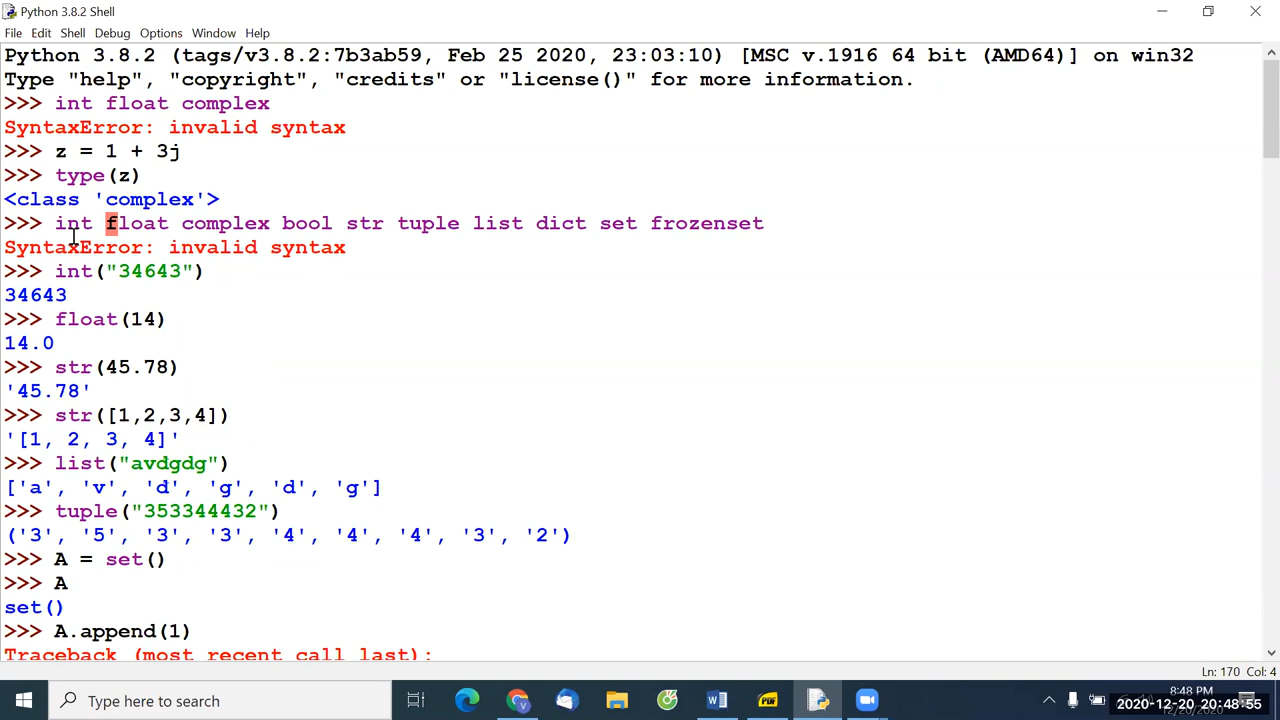 Python 3.8.2 Shell
File Edit Shell Debug Options Window Help
Python 3.8.2 (tags/v3.8.2:7b3ab59, Feb 25 2020, 23:03:10) [MSC v.1916 64 bit (AMD64)] on win32
Type "help", "copyright", "credits" or "license()" for more information.
>>> int float complex
SyntaxError: invalid syntax
>>> z = 1 + 3j
>>> type(z)
<class 'complex'>
>>> int float complex bool str tuple list dict set frozenset
SyntaxError: invalid syntax
>>> int("34643")
34643
>>> float(14)
14.0
>>> str(45.78)
'45.78'
>>> str([1,2,3,4])
'[1, 2, 3, 4]'
>>> list("avdgdg")
['a', 'v', 'd', 'g', 'd', 'g']
>>> tuple("353344432")
('3', '5', '3', '3', '4', '4', '4', '3', '2')
>>> A = set()
>>> A
set()
>>> A.append(1)
Traceback (most recent call last):
Ln: 170 Col: 4
Type here to search
PDF
8:48 PM
2020-12-20 20:48:55
12/20/2020